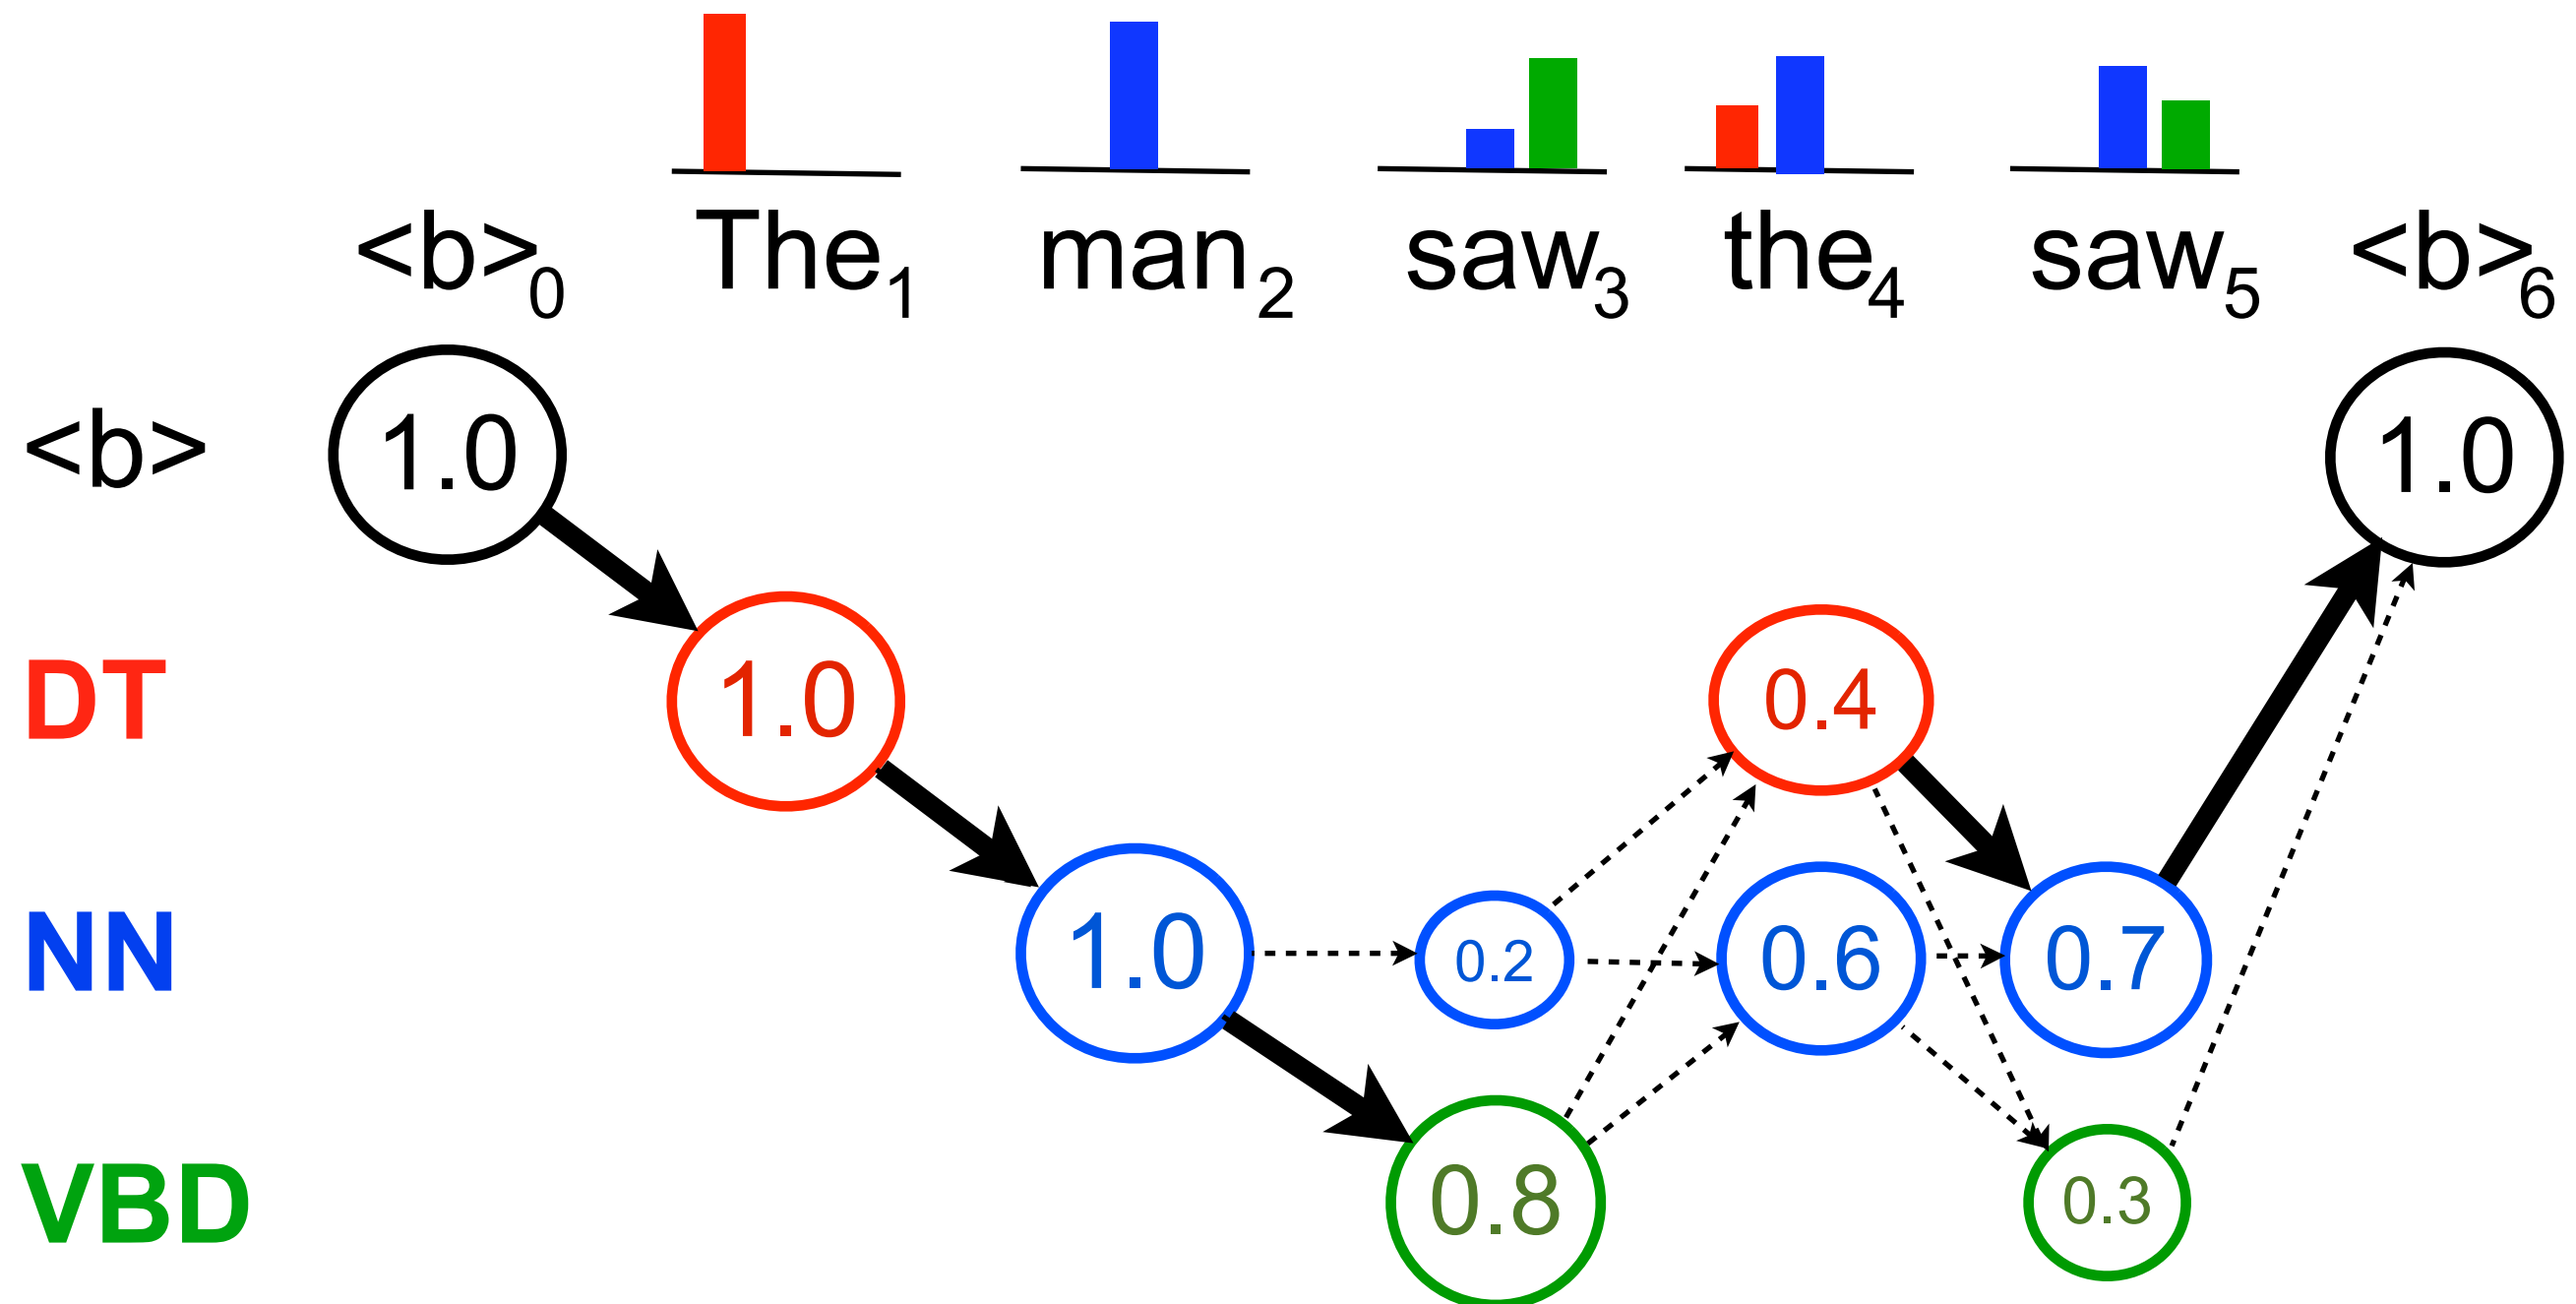 <b>0 The1 man2 saw3 the4 saw5 <b>6
<b> 1.0 1.0
DT 1.0 0.4
NN 1.0 0.2 0.6 0.7
VBD 0.8 0.3